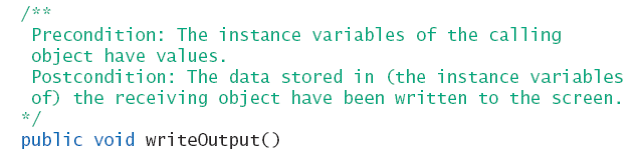 /**
Precondition: The instance variables of the calling
object have values.
Postcondition: The data stored in (the instance variables
of) the receiving object have been written to the screen.
*/
public void writeOutput()